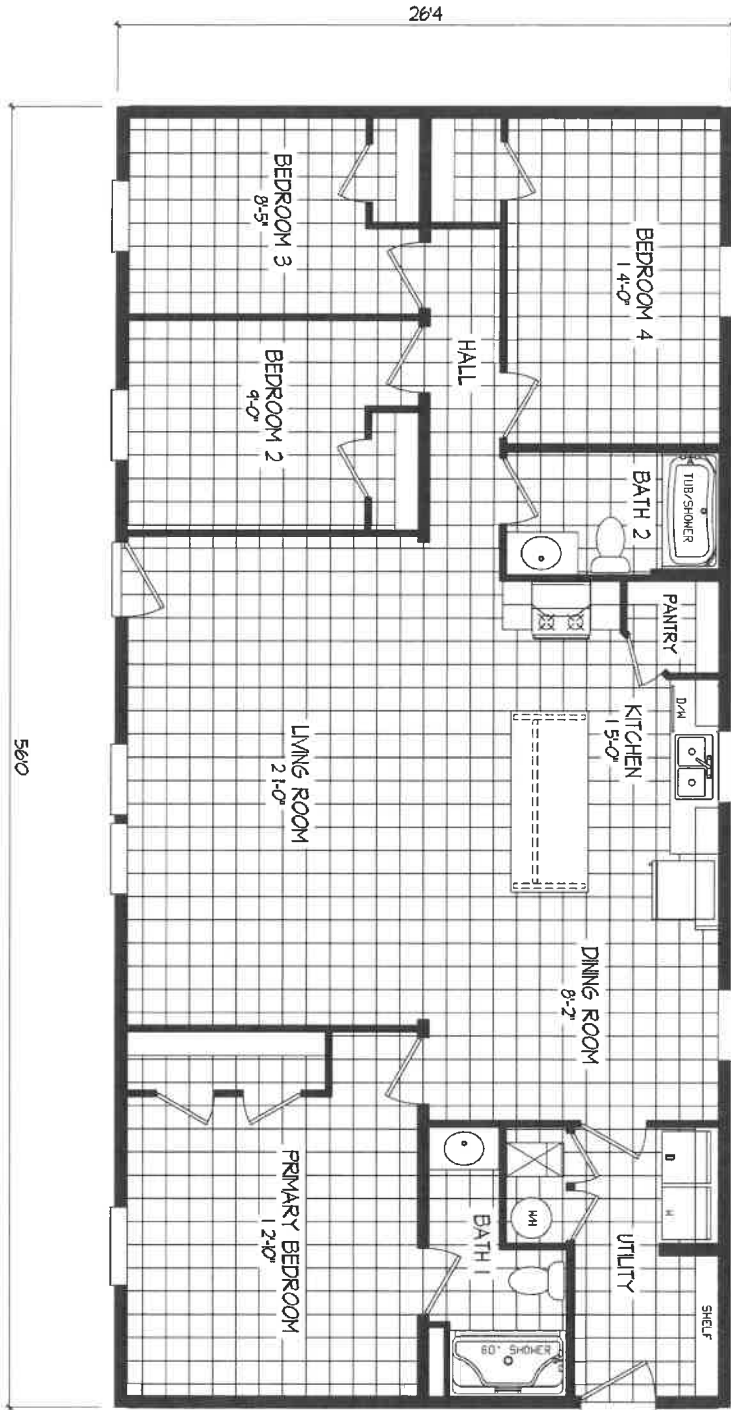 26'4
56'0
BEDROOM 3
8'-5"
BEDROOM 4
14'-0"
HALL
BEDROOM 2
9'-0"
BATH 2
TUB/SHOWER
PANTRY
KITCHEN
15'-0"
D/W
LIVING ROOM
21'-0"
DINING ROOM
8'-2"
PRIMARY BEDROOM
12'-10"
BATH 1
60" SHOWER
W/H
D
W
UTILITY
SHELF